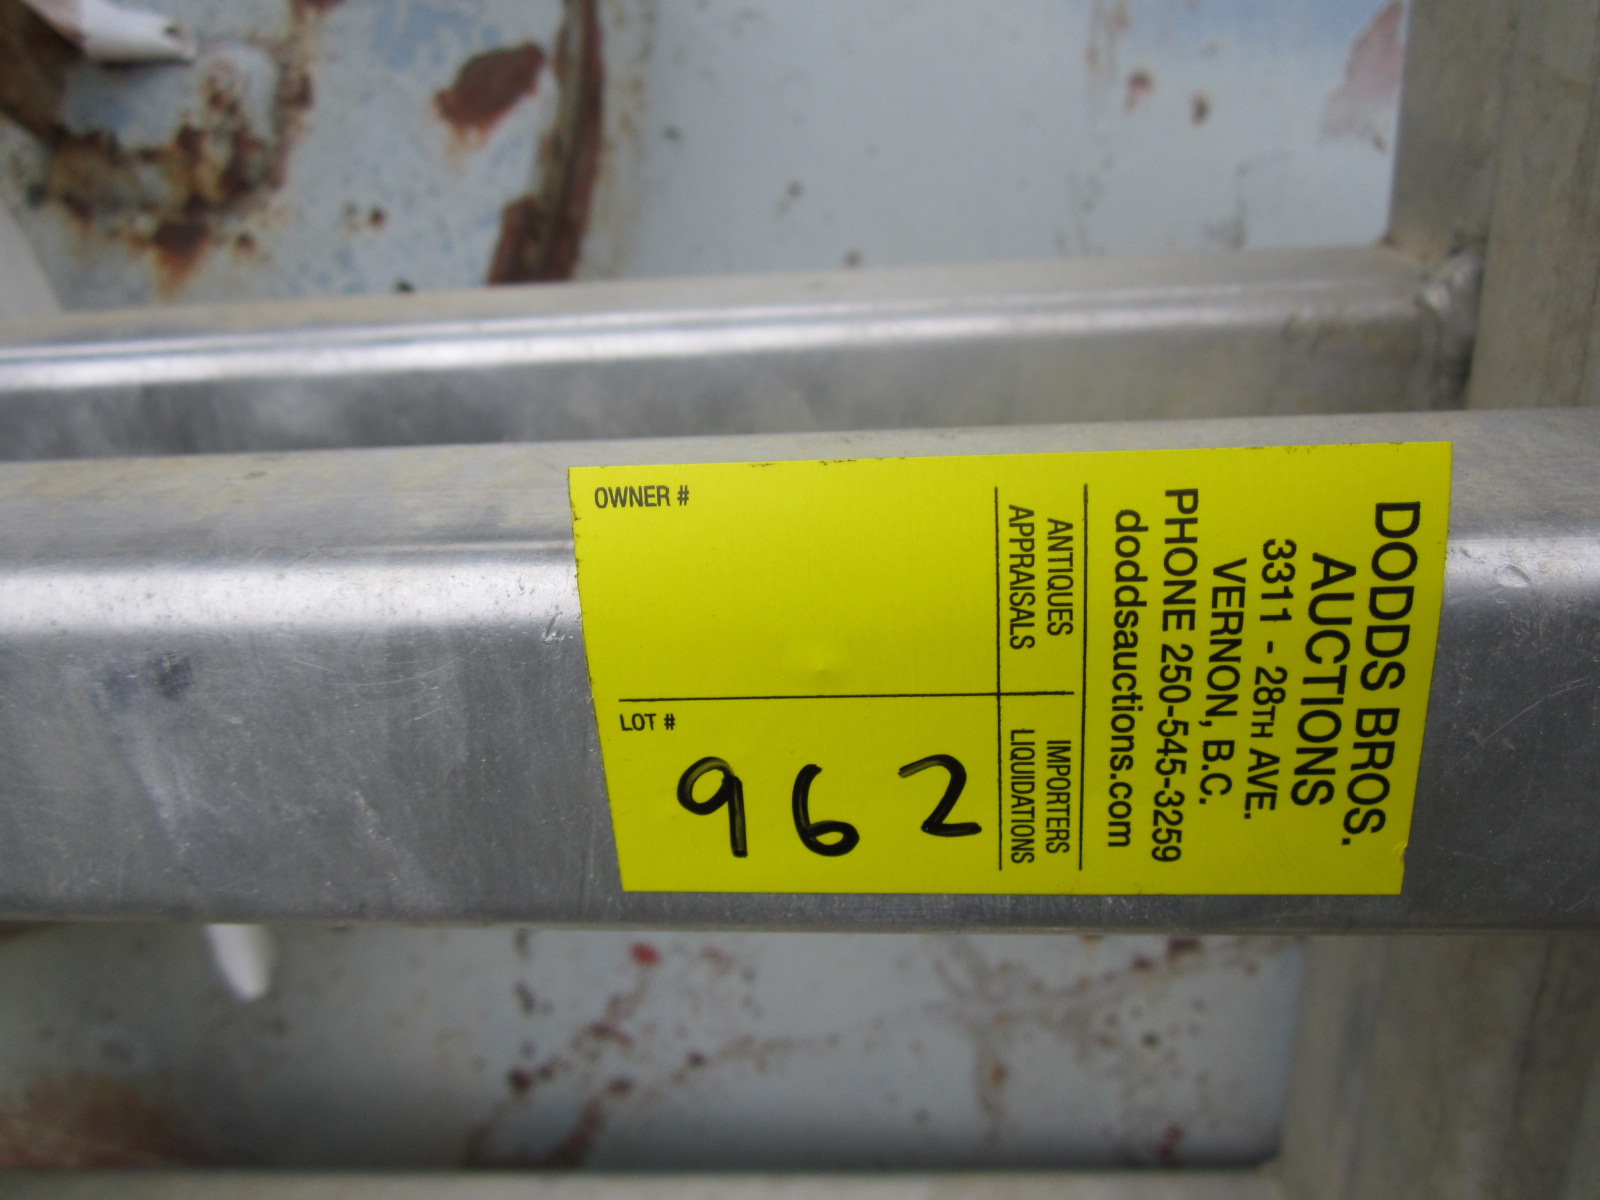 DODDS BROS.
AUCTIONS
3311 - 28TH AVE.
VERNON, B.C.
PHONE 250-545-3259
doddsauctions.com
ANTIQUES
APPRAISALS
IMPORTERS
LIQUIDATIONS
OWNER #
LOT #
962